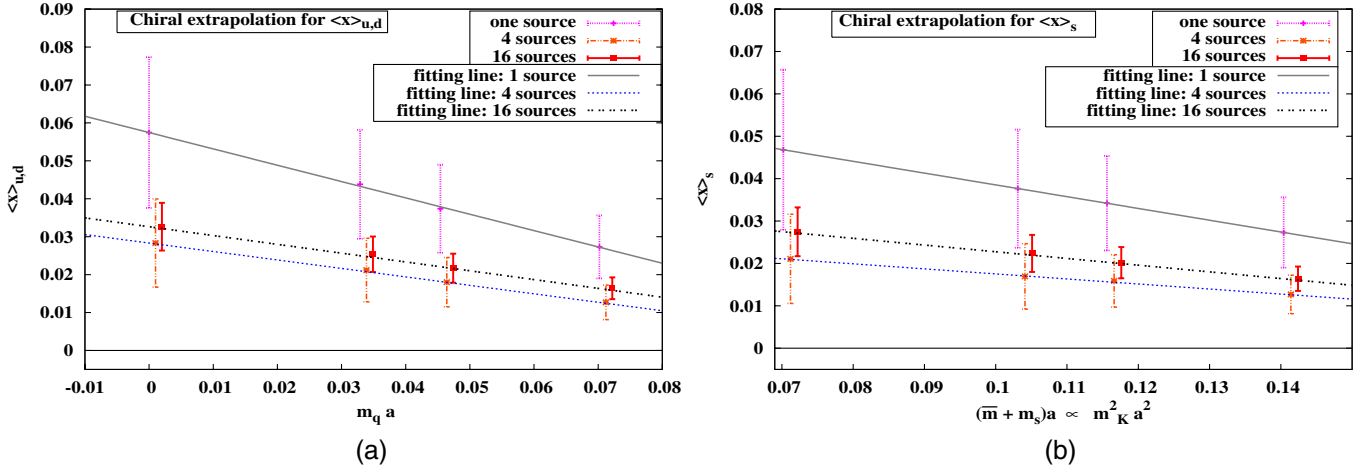 Chiral extrapolation for <x>u,d
one source
4 sources
16 sources
fitting line: 1 source
fitting line: 4 sources
fitting line: 16 sources
0.09
0.08
0.07
0.06
0.05
0.04
0.03
0.02
0.01
0
<x>u,d
-0.01 0 0.01 0.02 0.03 0.04 0.05 0.06 0.07 0.08
mq a
(a)
Chiral extrapolation for <x>s
one source
4 sources
16 sources
fitting line: 1 source
fitting line: 4 sources
fitting line: 16 sources
0.08
0.07
0.06
0.05
0.04
0.03
0.02
0.01
0
<x>s
0.07 0.08 0.09 0.1 0.11 0.12 0.13 0.14
(m̅ + ms)a ∝ m²K a²
(b)